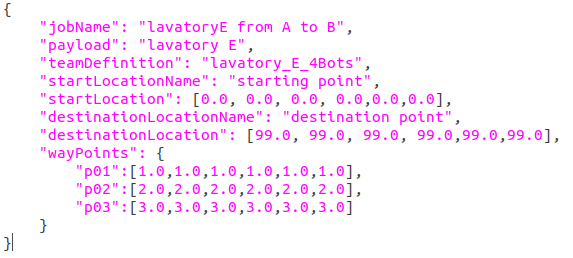 {
    "jobName": "lavatoryE from A to B",
    "payload": "lavatory E",
    "teamDefinition": "lavatory_E_4Bots",
    "startLocationName": "starting point",
    "startLocation": [0.0, 0.0, 0.0, 0.0,0.0,0.0],
    "destinationLocationName": "destination point",
    "destinationLocation": [99.0, 99.0, 99.0, 99.0,99.0,99.0],
    "wayPoints": {
        "p01":[1.0,1.0,1.0,1.0,1.0,1.0],
        "p02":[2.0,2.0,2.0,2.0,2.0,2.0],
        "p03":[3.0,3.0,3.0,3.0,3.0,3.0]
    }
}